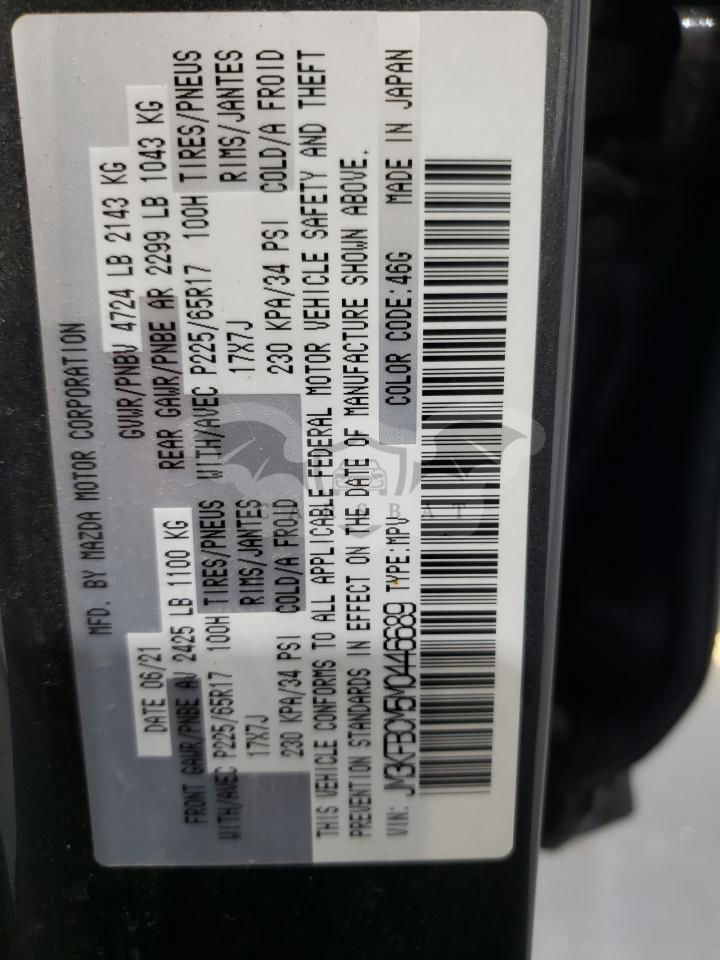 MFD. BY MAZDA MOTOR CORPORATION
DATE 06/21 GVWR/PNBV 4724 LB 2143 KG
FRONT GAWR/PNBE AV 2425 LB 1100 KG REAR GAWR/PNBE AR 2299 LB 1043 KG
WITH/AVEC P225/65R17 100H TIRES/PNEUS WITH/AVEC P225/65R17 100H TIRES/PNEUS
17X7J RIMS/JANTES 17X7J RIMS/JANTES
230 KPA/34 PSI COLD/A FROID 230 KPA/34 PSI COLD/A FROID
THIS VEHICLE CONFORMS TO ALL APPLICABLE FEDERAL MOTOR VEHICLE SAFETY AND THEFT
PREVENTION STANDARDS IN EFFECT ON THE DATE OF MANUFACTURE SHOWN ABOVE.
VIN: JM3KFBCM5M0446689 TYPE:MPV COLOR CODE:46G MADE IN JAPAN